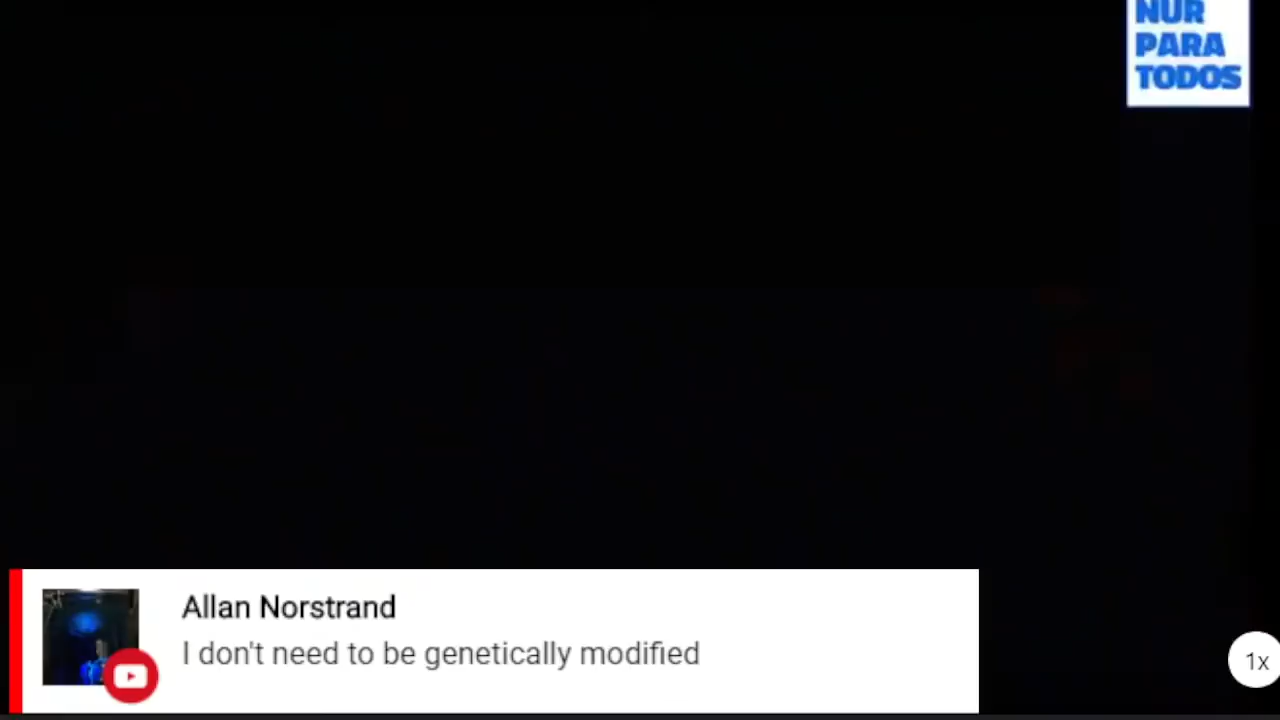 NUR
PARA
TODOS
Allan Norstrand
I don't need to be genetically modified
1x